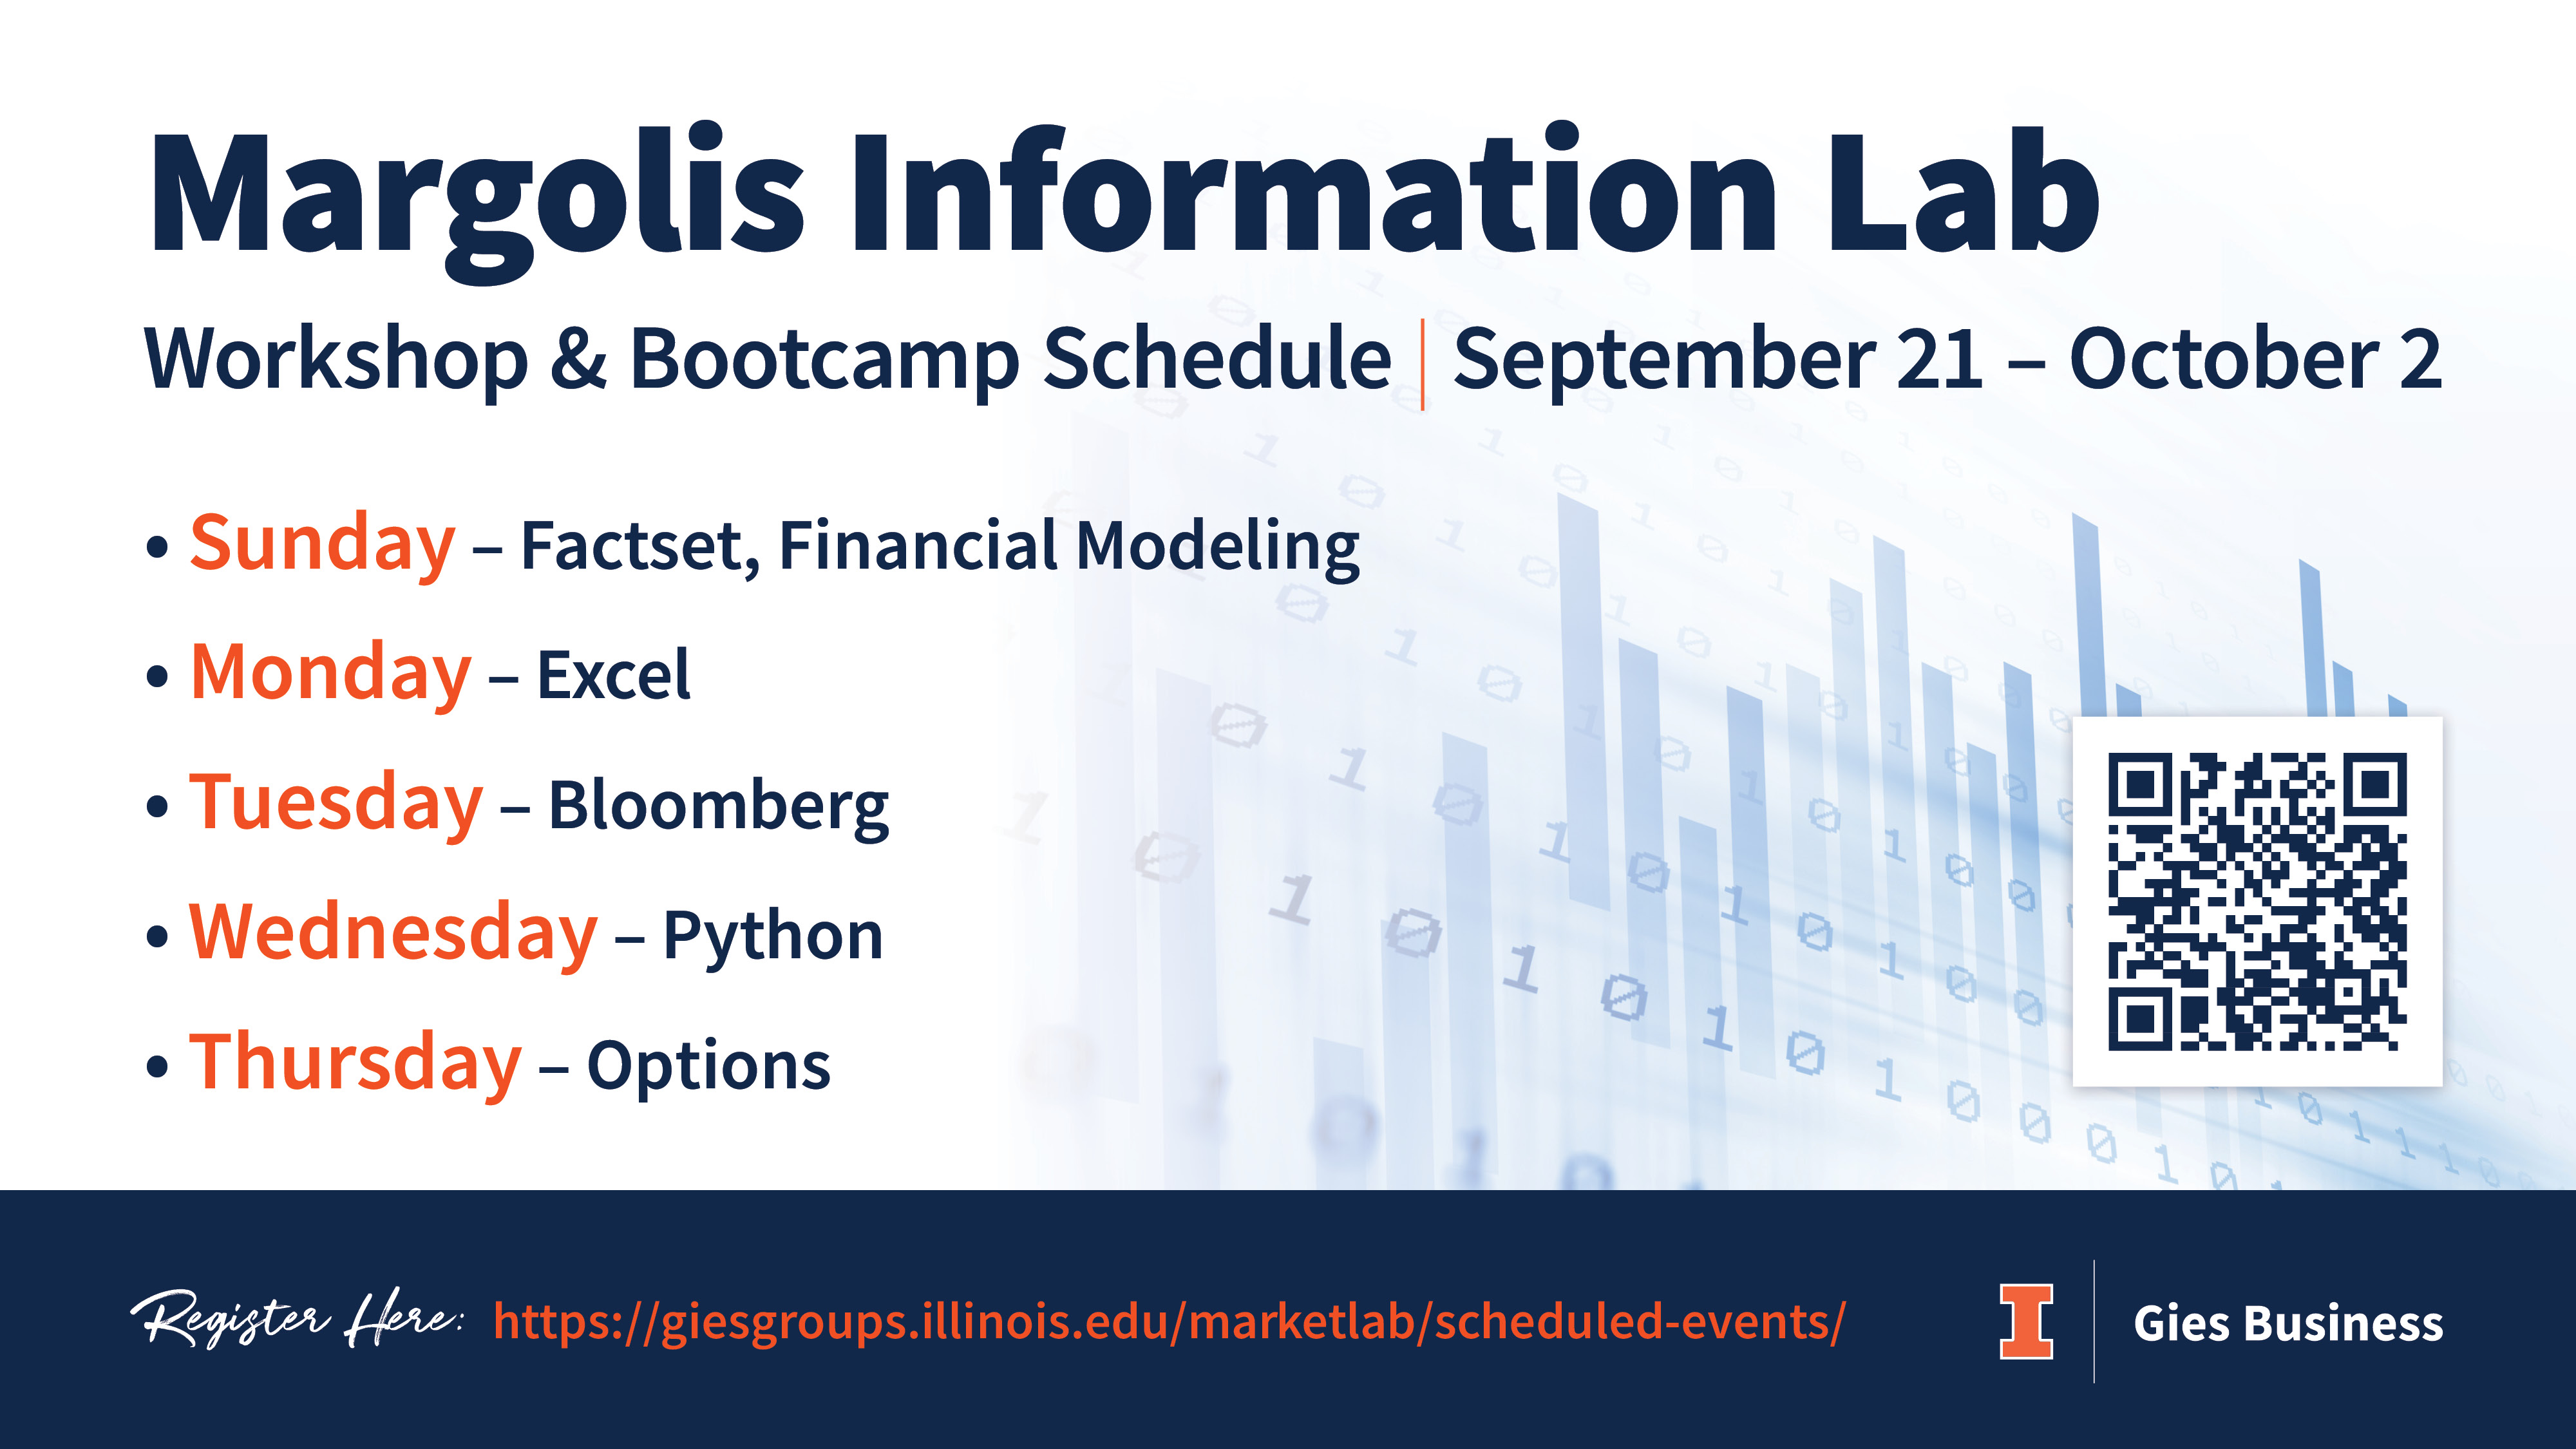 Margolis Information Lab
Workshop & Bootcamp Schedule | September 21 – October 2
• Sunday – Factset, Financial Modeling
• Monday – Excel
• Tuesday – Bloomberg
• Wednesday – Python
• Thursday – Options
Register Here: https://giesgroups.illinois.edu/marketlab/scheduled-events/
I | Gies Business